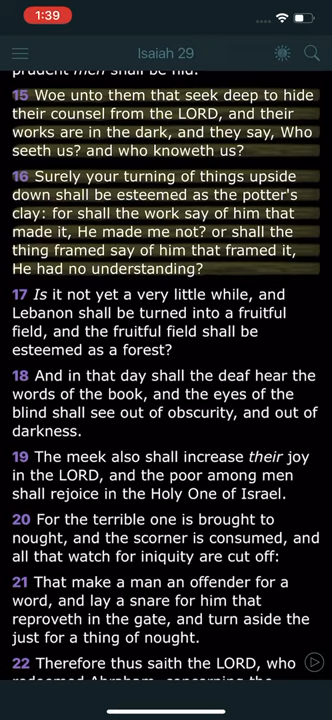 1:39
Isaiah 29
prudent men shall be hid.
15 Woe unto them that seek deep to hide
their counsel from the LORD, and their
works are in the dark, and they say, Who
seeth us? and who knoweth us?
16 Surely your turning of things upside
down shall be esteemed as the potter's
clay: for shall the work say of him that
made it, He made me not? or shall the
thing framed say of him that framed it,
He had no understanding?
17 Is it not yet a very little while, and
Lebanon shall be turned into a fruitful
field, and the fruitful field shall be
esteemed as a forest?
18 And in that day shall the deaf hear the
words of the book, and the eyes of the
blind shall see out of obscurity, and out of
darkness.
19 The meek also shall increase their joy
in the LORD, and the poor among men
shall rejoice in the Holy One of Israel.
20 For the terrible one is brought to
nought, and the scorner is consumed, and
all that watch for iniquity are cut off:
21 That make a man an offender for a
word, and lay a snare for him that
reproveth in the gate, and turn aside the
just for a thing of nought.
22 Therefore thus saith the LORD, who
redeemed Abraham, concerning the